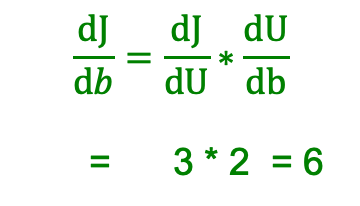 dJ/db = dJ/dU * dU/db
= 3 * 2 = 6